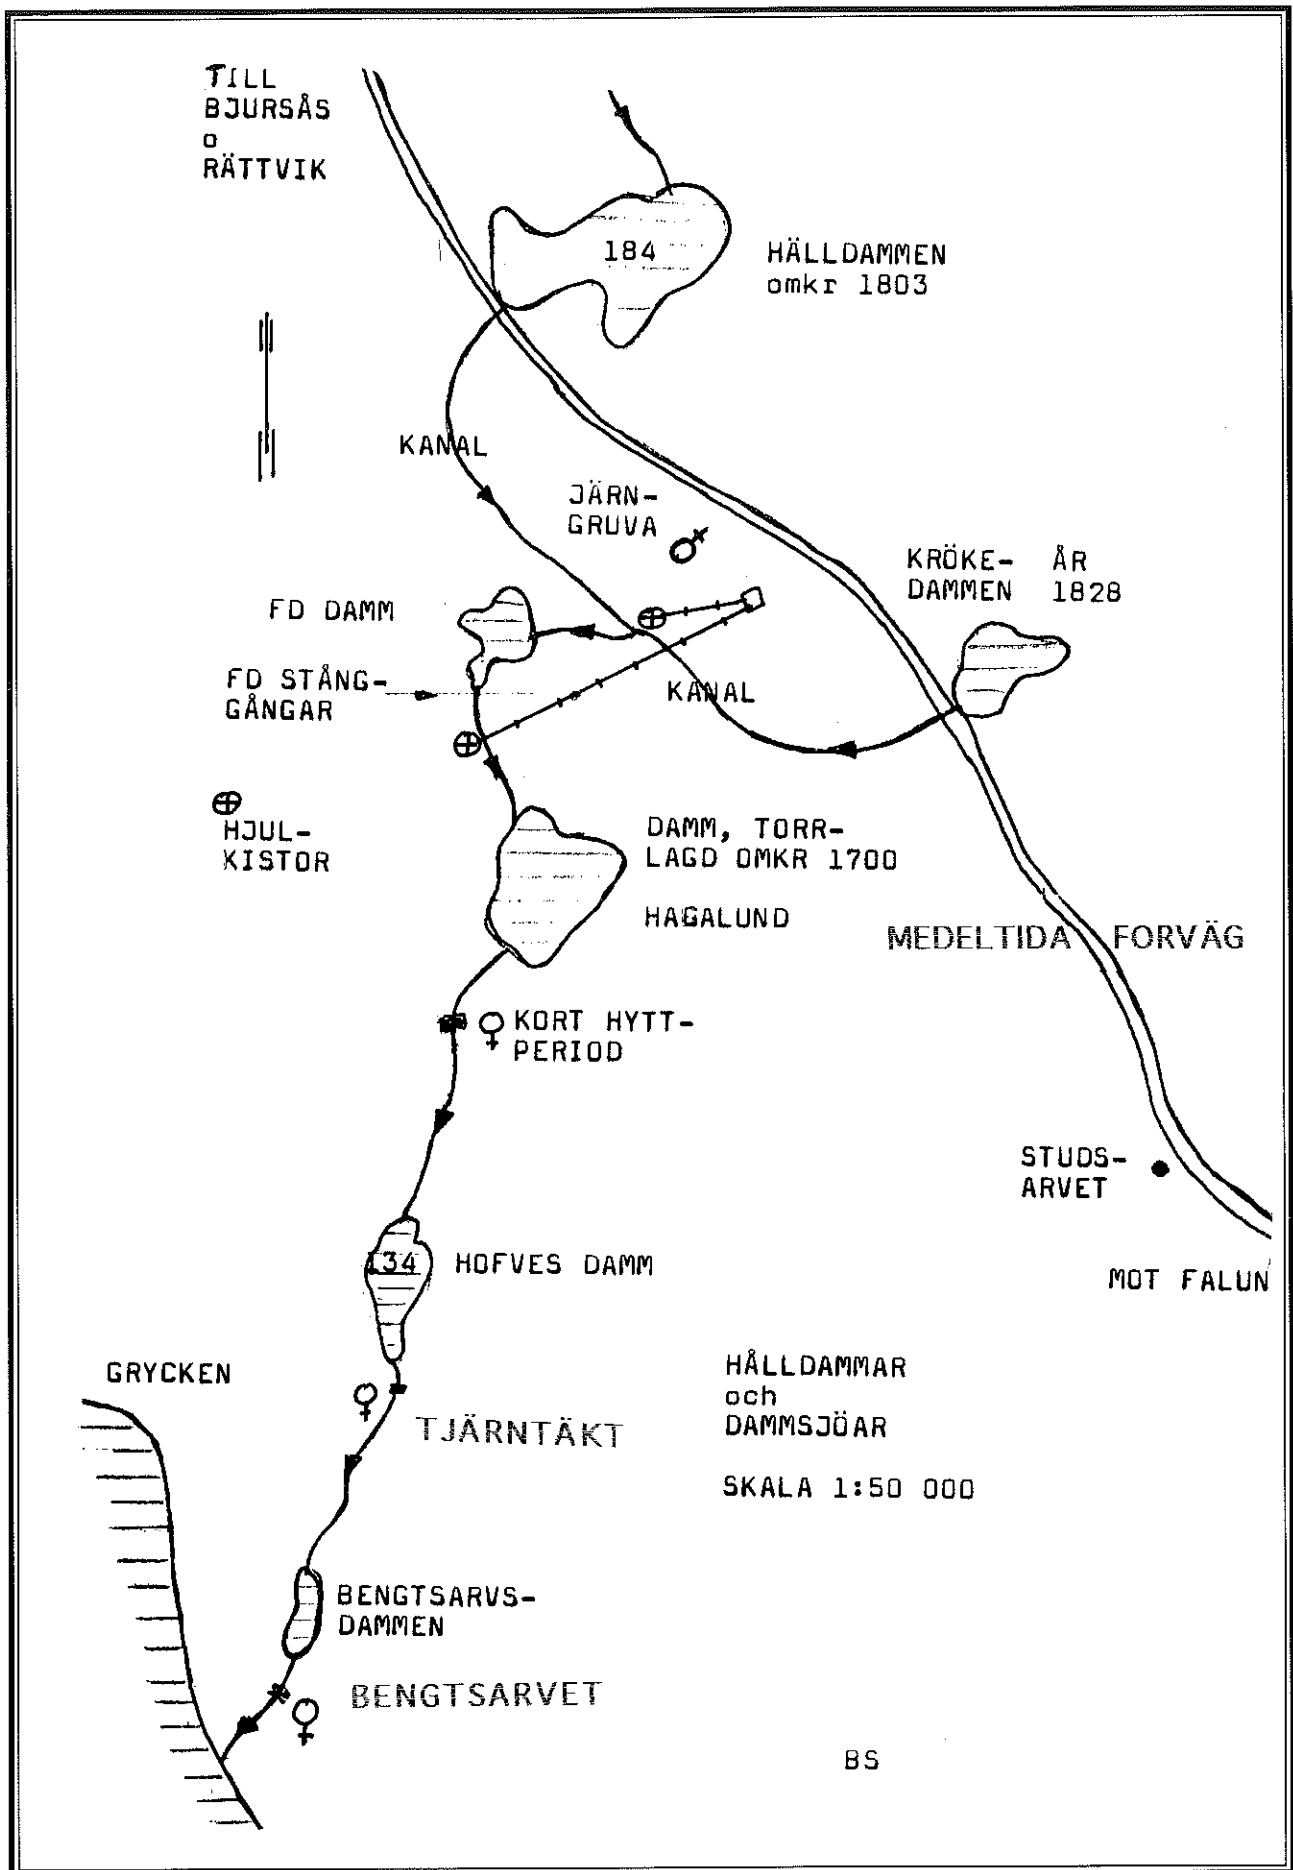 TILL
BJURSÅS
o
RÄTTVIK
184
HÄLLDAMMEN
omkr 1803
KANAL
JÄRN-
GRUVA
KRÖKE- ÅR
DAMMEN 1828
FD DAMM
FD STÅNG-
GÅNGAR
KANAL
HJUL-
KISTOR
DAMM, TORR-
LAGD OMKR 1700
HAGALUND
MEDELTIDA FORVÄG
KORT HYTT-
PERIOD
STUDS-
ARVET
134 HOFVES DAMM
MOT FALUN
GRYCKEN
HÅLLDAMMAR
och
DAMMSJÖAR
TJÄRNTÄKT
SKALA 1:50 000
BENGTSARVS-
DAMMEN
BENGTSARVET
BS